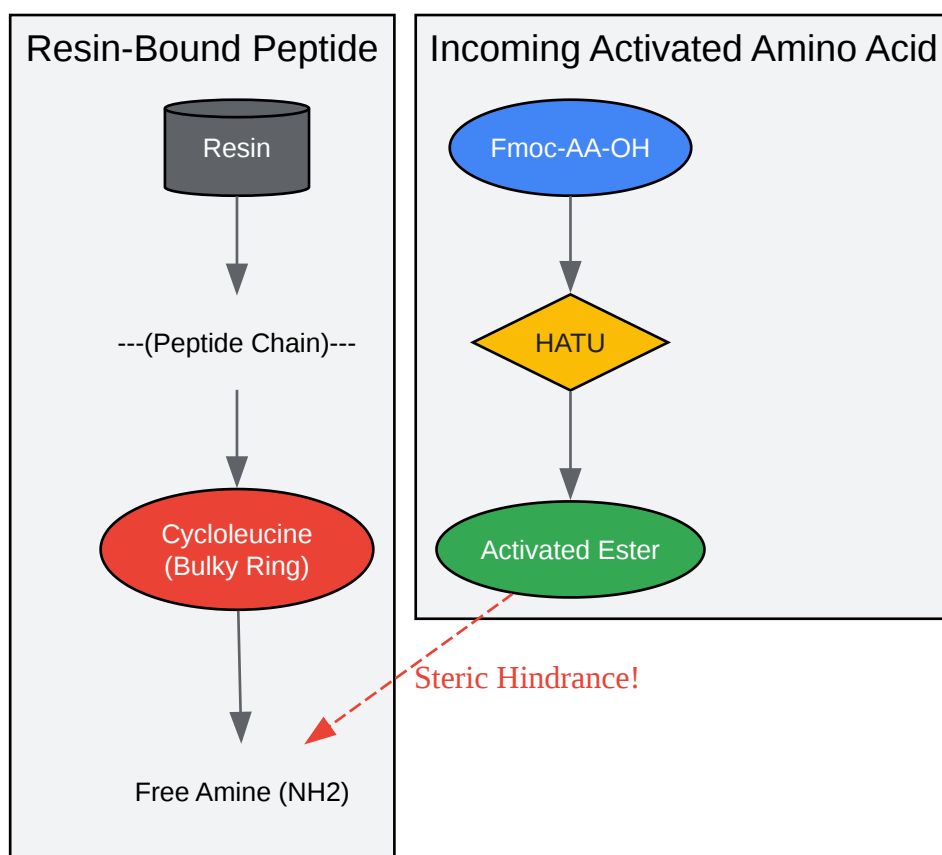 Resin-Bound Peptide
Resin
---(Peptide Chain)---
Cycloleucine
(Bulky Ring)
Free Amine (NH2)
Incoming Activated Amino Acid
Fmoc-AA-OH
HATU
Activated Ester
Steric Hindrance!